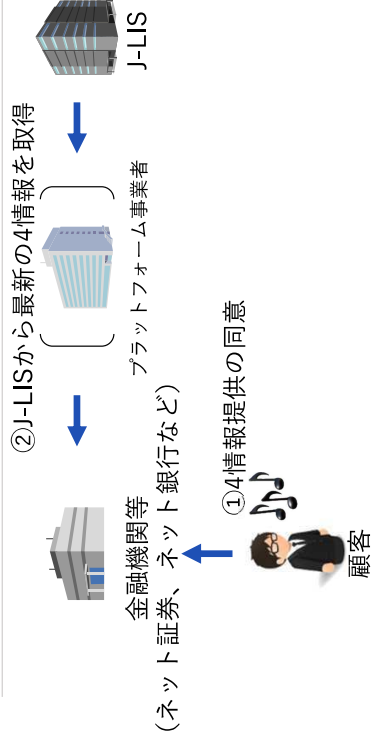 ②J-LISから最新の4情報を取得
J-LIS
プラットフォーム事業者
金融機関等
(ネット証券、ネット銀行など)
①4情報提供の同意
顧客